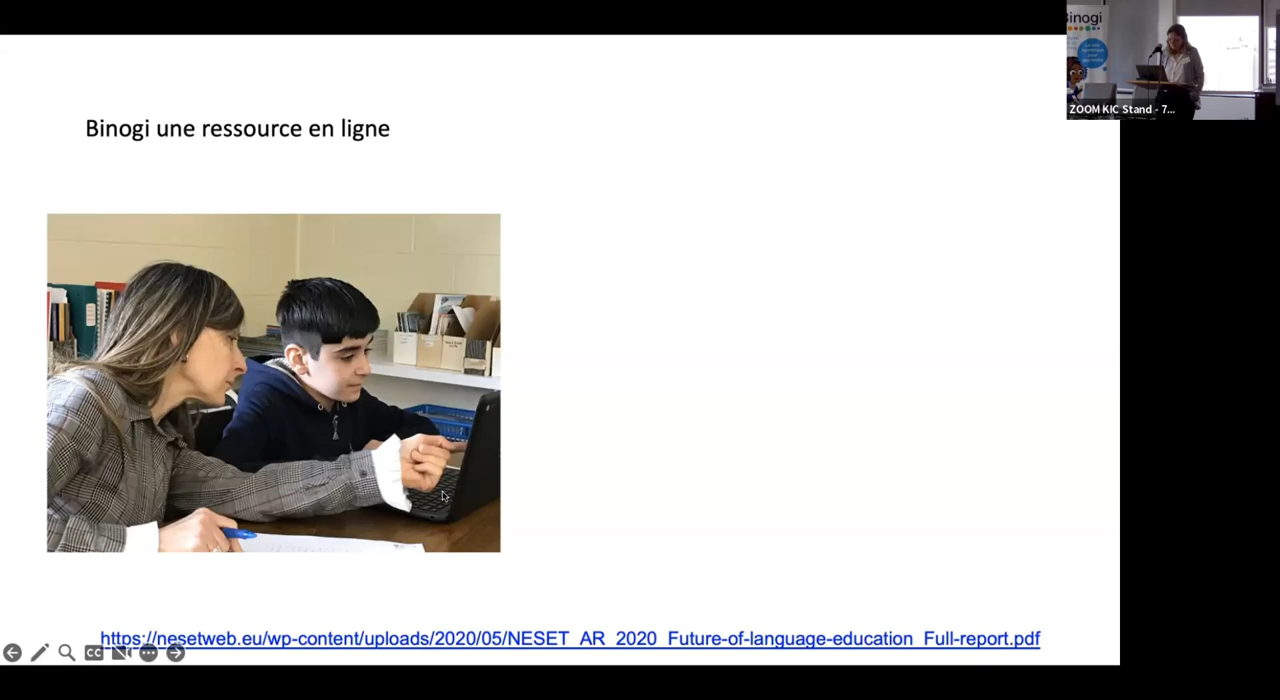 Binogi
ZOOM KIC Stand - 7...
Binogi une ressource en ligne
https://nesetweb.eu/wp-content/uploads/2020/05/NESET_AR_2020_Future-of-language-education_Full-report.pdf
CC